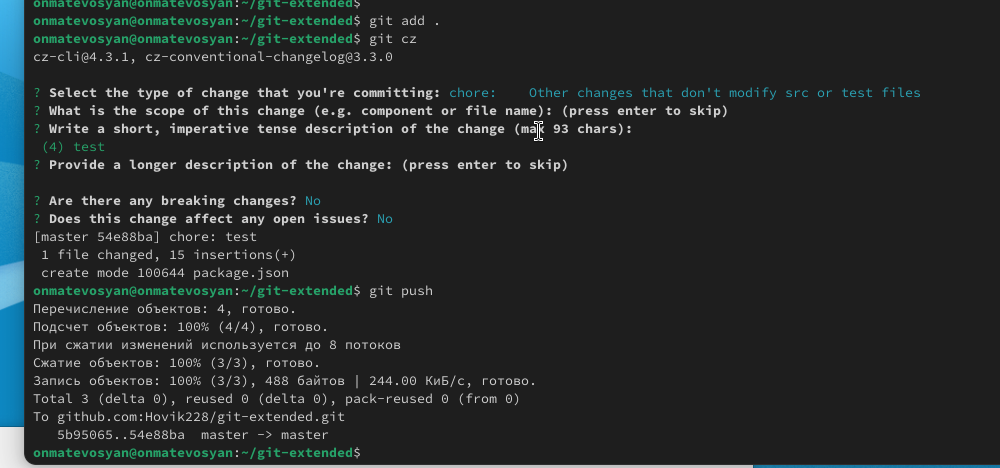 onmatevosyan@onmatevosyan:~/git-extended$
onmatevosyan@onmatevosyan:~/git-extended$ git add .
onmatevosyan@onmatevosyan:~/git-extended$ git cz
cz-cli@4.3.1, cz-conventional-changelog@3.3.0
? Select the type of change that you're committing: chore:    Other changes that don't modify src or test files
? What is the scope of this change (e.g. component or file name): (press enter to skip)
? Write a short, imperative tense description of the change (max 93 chars):
(4) test
? Provide a longer description of the change: (press enter to skip)
? Are there any breaking changes? No
? Does this change affect any open issues? No
[master 54e88ba] chore: test
1 file changed, 15 insertions(+)
create mode 100644 package.json
onmatevosyan@onmatevosyan:~/git-extended$ git push
Перечисление объектов: 4, готово.
Подсчет объектов: 100% (4/4), готово.
При сжатии изменений используется до 8 потоков
Сжатие объектов: 100% (3/3), готово.
Запись объектов: 100% (3/3), 488 байтов | 244.00 КиБ/с, готово.
Total 3 (delta 0), reused 0 (delta 0), pack-reused 0 (from 0)
To github.com:Hovik228/git-extended.git
5b95065..54e88ba  master -> master
onmatevosyan@onmatevosyan:~/git-extended$